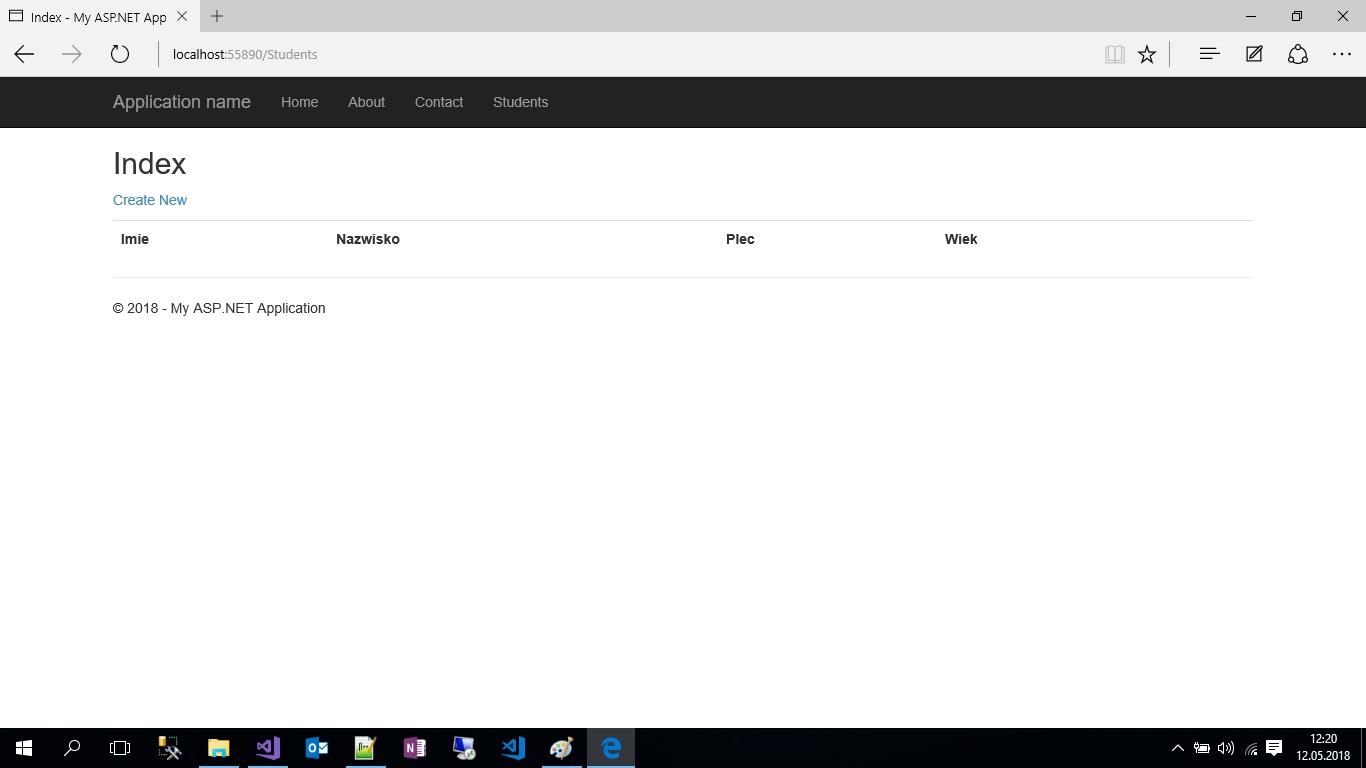 Index - My ASP.NET App
localhost:55890/Students
Application name Home About Contact Students
Index
Create New
Imie Nazwisko Plec Wiek
© 2018 - My ASP.NET Application
12:20
12.05.2018